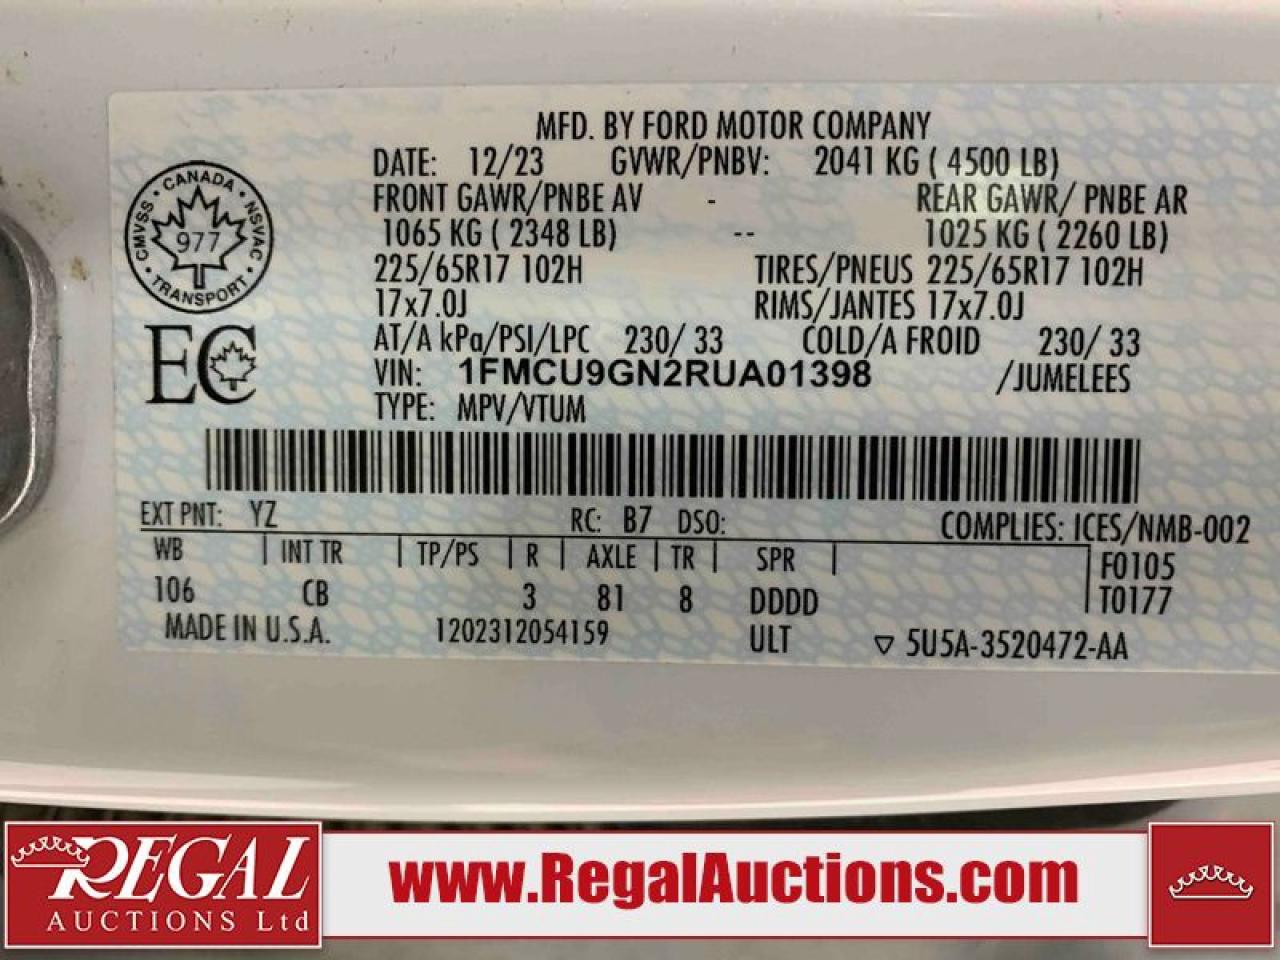 MFD. BY FORD MOTOR COMPANY
DATE: 12/23 GVWR/PNBV: 2041 KG ( 4500 LB)
FRONT GAWR/PNBE AV - REAR GAWR/ PNBE AR
1065 KG ( 2348 LB) -- 1025 KG ( 2260 LB)
225/65R17 102H TIRES/PNEUS 225/65R17 102H
17x7.0J RIMS/JANTES 17x7.0J
AT/A kPa/PSI/LPC 230/ 33 COLD/A FROID 230/ 33
VIN: 1FMCU9GN2RUA01398 /JUMELEES
TYPE: MPV/VTUM
CANADA
CMVSS • NSVAC
977
TRANSPORT
EC
EXT PNT: YZ RC: B7 DSO: COMPLIES: ICES/NMB-002
WB | INT TR | TP/PS | R | AXLE | TR | SPR | F0105
106 CB 3 81 8 DDDD T0177
MADE IN U.S.A. 1202312054159 ULT ▽ 5U5A-3520472-AA
REGAL
AUCTIONS Ltd
www.RegalAuctions.com